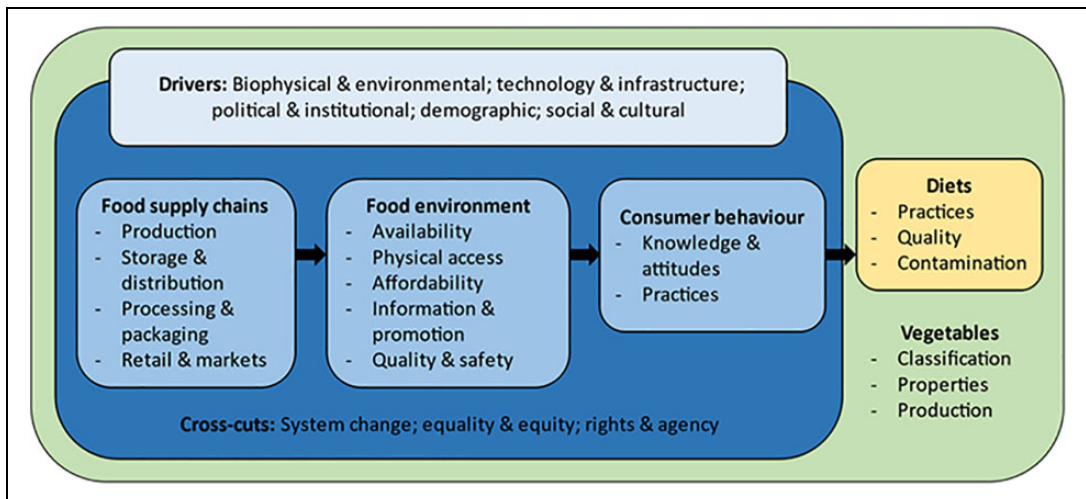 Drivers: Biophysical & environmental; technology & infrastructure;
political & institutional; demographic; social & cultural
Food supply chains
- Production
- Storage &
distribution
- Processing &
packaging
- Retail & markets
Food environment
- Availability
- Physical access
- Affordability
- Information &
promotion
- Quality & safety
Consumer behaviour
- Knowledge &
attitudes
- Practices
Diets
- Practices
- Quality
- Contamination
Vegetables
- Classification
- Properties
- Production
Cross-cuts: System change; equality & equity; rights & agency